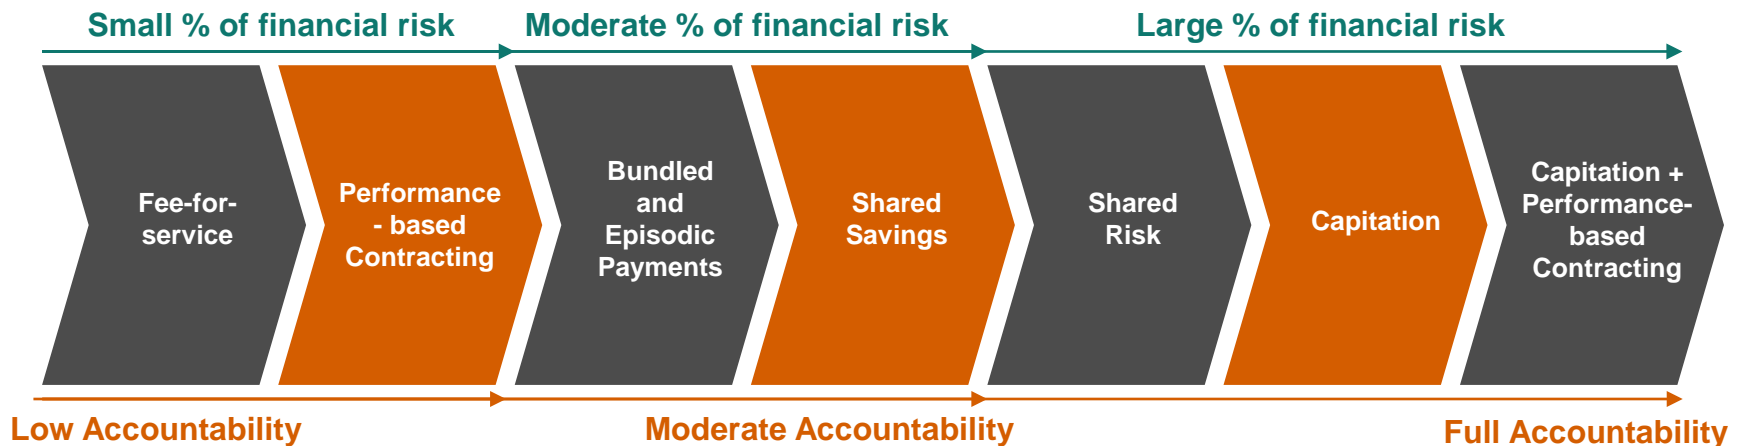 Small % of financial risk
Moderate % of financial risk
Large % of financial risk
Fee-for-
service
Performance
- based
Contracting
Bundled
and
Episodic
Payments
Shared
Savings
Shared
Risk
Capitation
Capitation +
Performance-
based
Contracting
Low Accountability
Moderate Accountability
Full Accountability